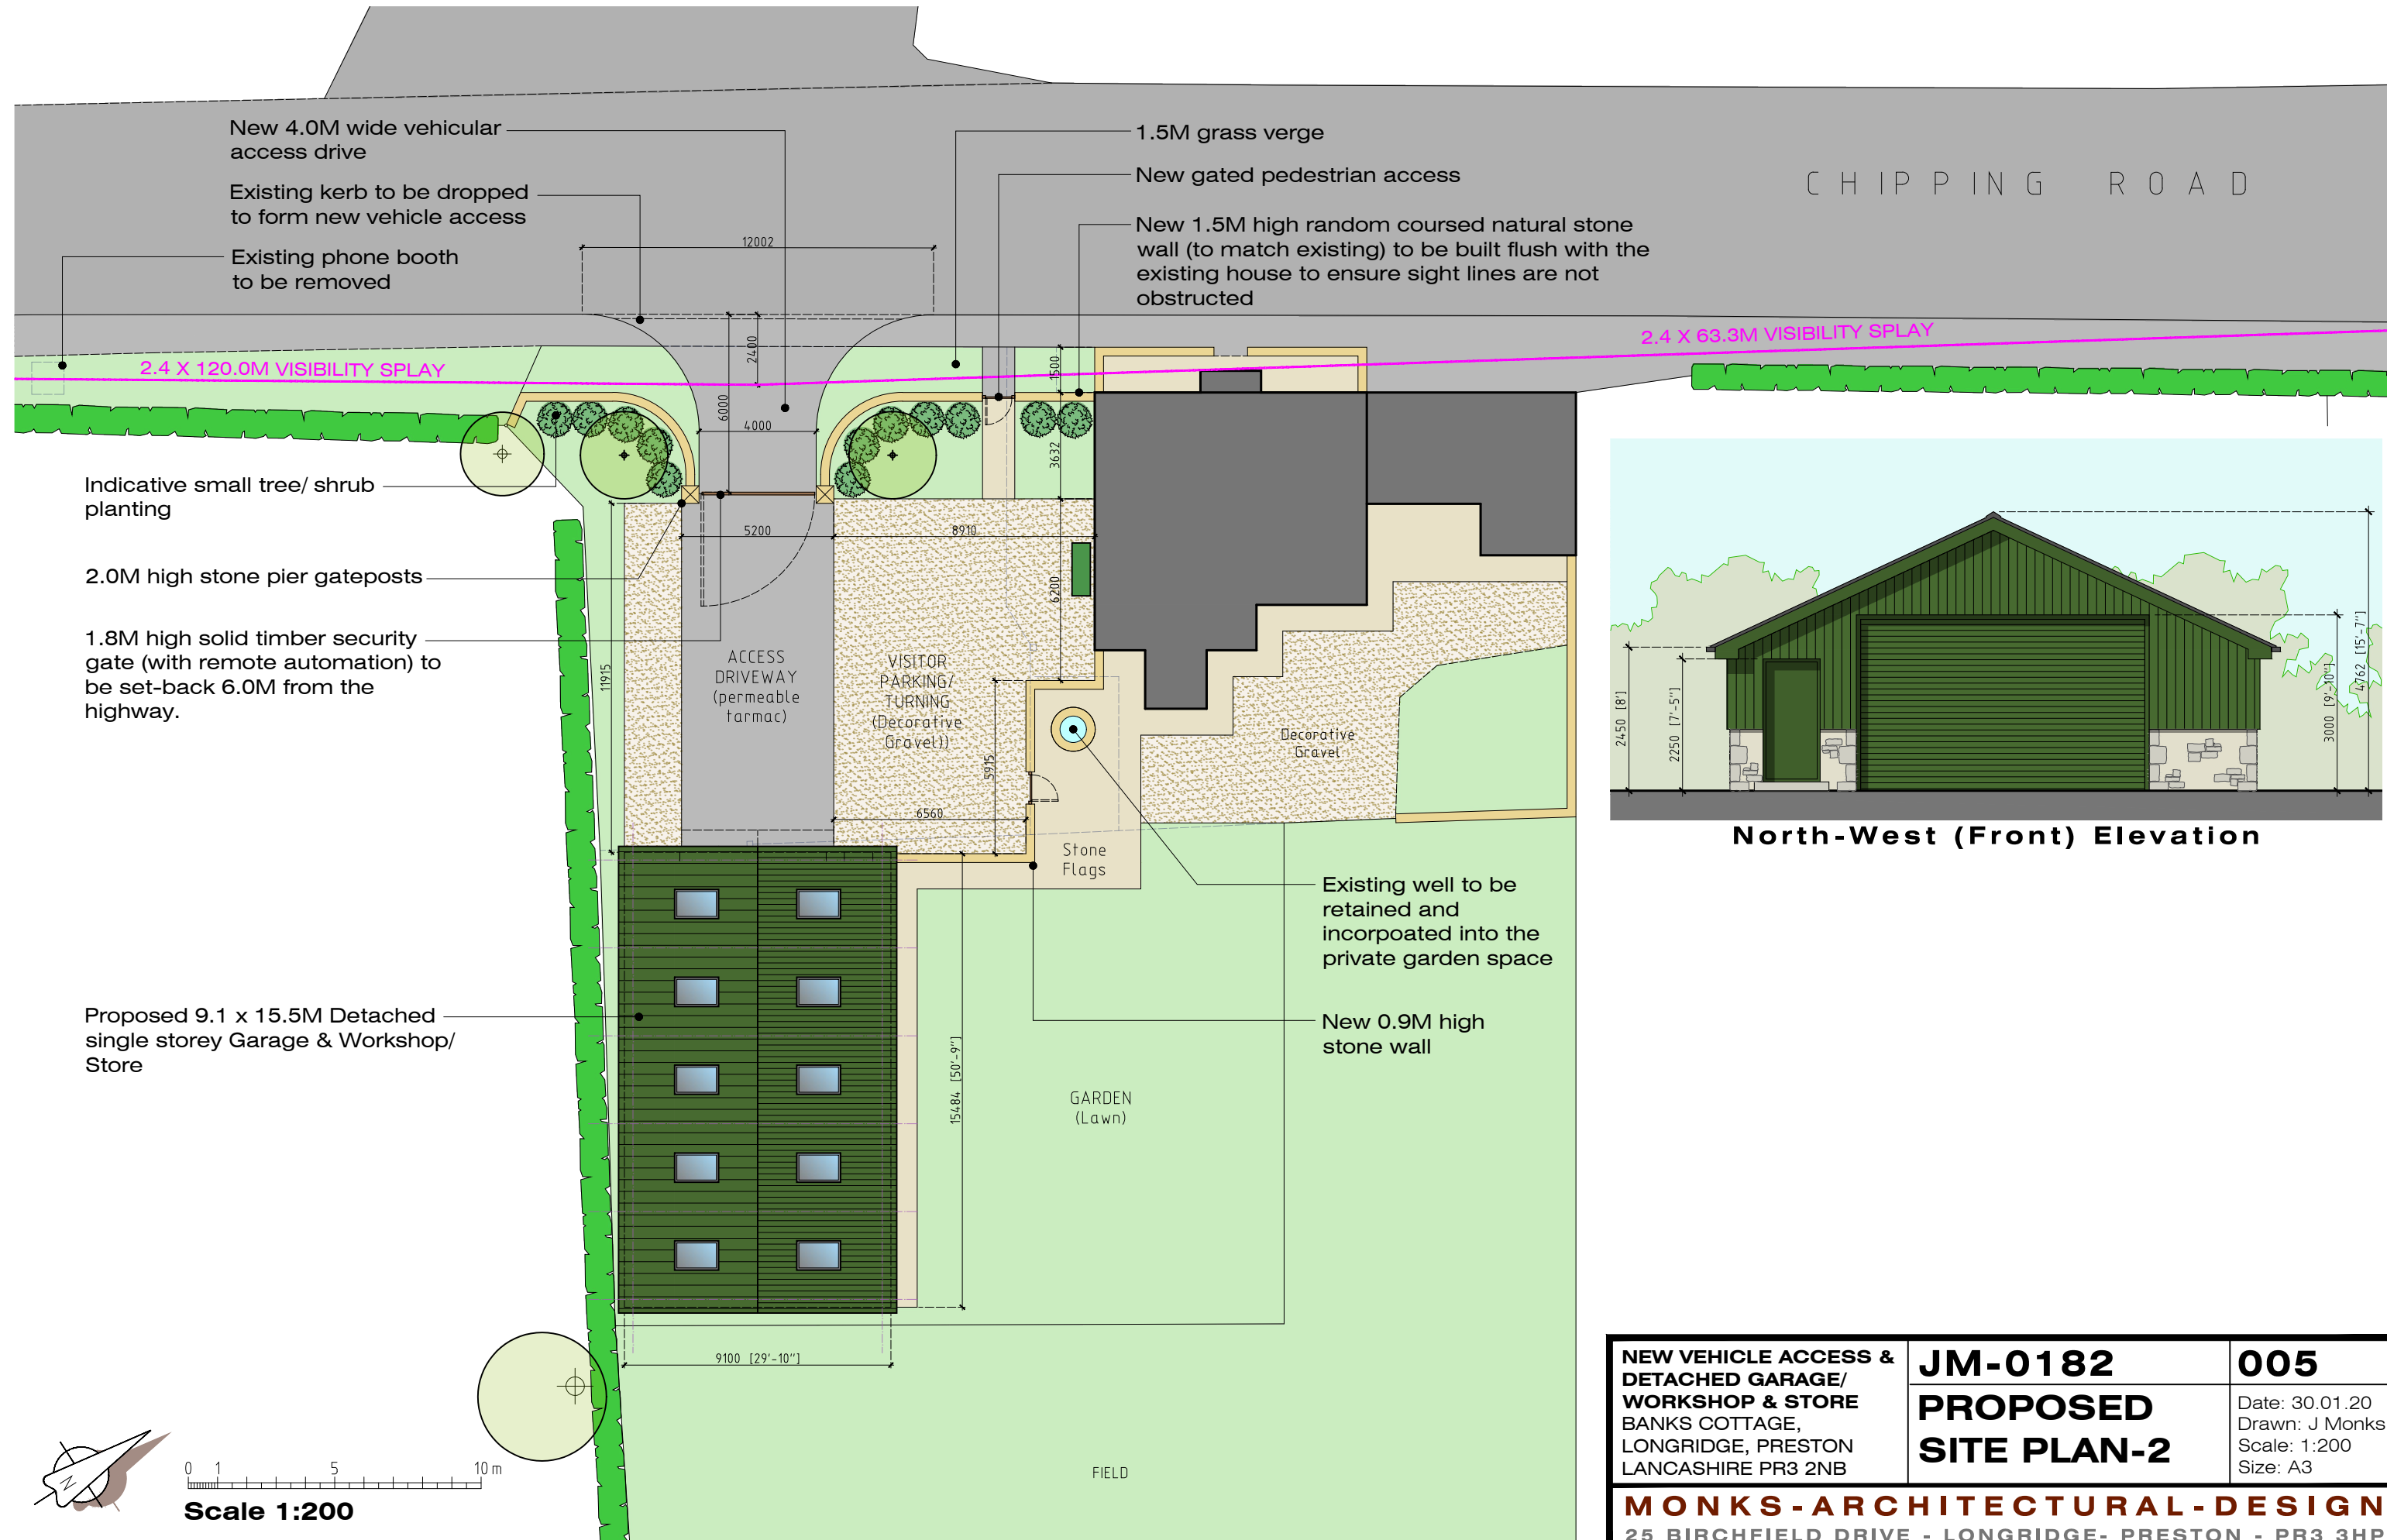 New 4.0M wide vehicular
access drive
Existing kerb to be dropped
to form new vehicle access
Existing phone booth
to be removed
1.5M grass verge
New gated pedestrian access
New 1.5M high random coursed natural stone
wall (to match existing) to be built flush with the
existing house to ensure sight lines are not
obstructed
CHIPPING ROAD
12002
2.4 X 120.0M VISIBILITY SPLAY
2.4 X 63.3M VISIBILITY SPLAY
2400
6000
4000
1500
3632
Indicative small tree/ shrub
planting
2.0M high stone pier gateposts
1.8M high solid timber security
gate (with remote automation) to
be set-back 6.0M from the
highway.
5200
8910
6200
11915
ACCESS
DRIVEWAY
(permeable
tarmac)
VISITOR
PARKING/
TURNING
(Decorative
Gravel))
5915
6560
Decorative
Gravel
Stone
Flags
2450 [8']
2250 [7'-5"]
3000 [9'-10"]
4762 [15'-7"]
North-West (Front) Elevation
Existing well to be
retained and
incorpoated into the
private garden space
New 0.9M high
stone wall
Proposed 9.1 x 15.5M Detached
single storey Garage & Workshop/
Store
15484 [50'-9"]
GARDEN
(Lawn)
9100 [29'-10"]
FIELD
N
0 1 5 10 m
Scale 1:200
NEW VEHICLE ACCESS &
DETACHED GARAGE/
WORKSHOP & STORE
BANKS COTTAGE,
LONGRIDGE, PRESTON
LANCASHIRE PR3 2NB
JM-0182
PROPOSED
SITE PLAN-2
005
Date: 30.01.20
Drawn: J Monks
Scale: 1:200
Size: A3
MONKS-ARCHITECTURAL-DESIGN
25 BIRCHFIELD DRIVE - LONGRIDGE- PRESTON - PR3 3HP